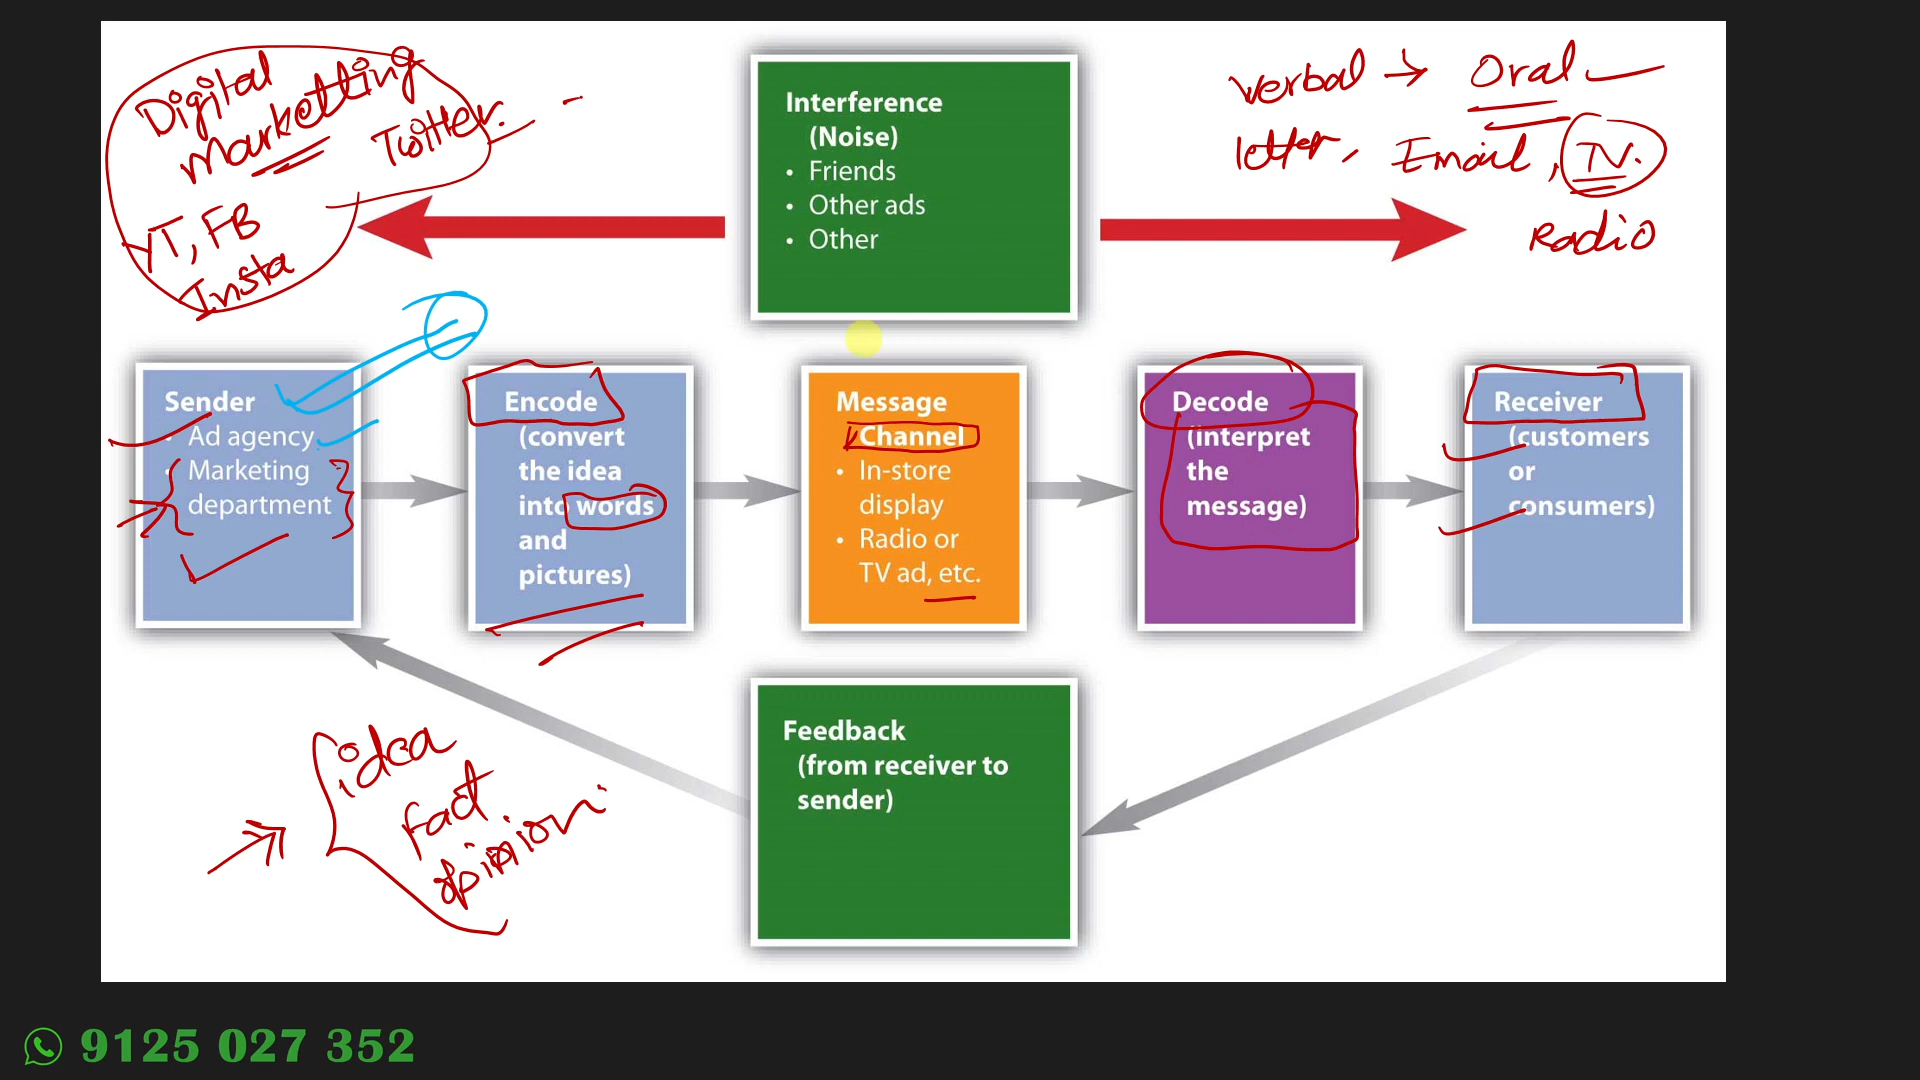 Digital
Marketting
Twitter.
YT, FB
Insta
Interference
(Noise)
• Friends
• Other ads
• Other
Verbal → Oral
letter, Email, TV.
Radio
Sender
• Ad agency
• Marketing
department
Encode
(convert
the idea
into words
and
pictures)
Message
Channel
• In-store
display
• Radio or
TV ad, etc.
Decode
(interpret
the
message)
Receiver
(customers
or
consumers)
idea
fact
opinion
Feedback
(from receiver to
sender)
9125 027 352